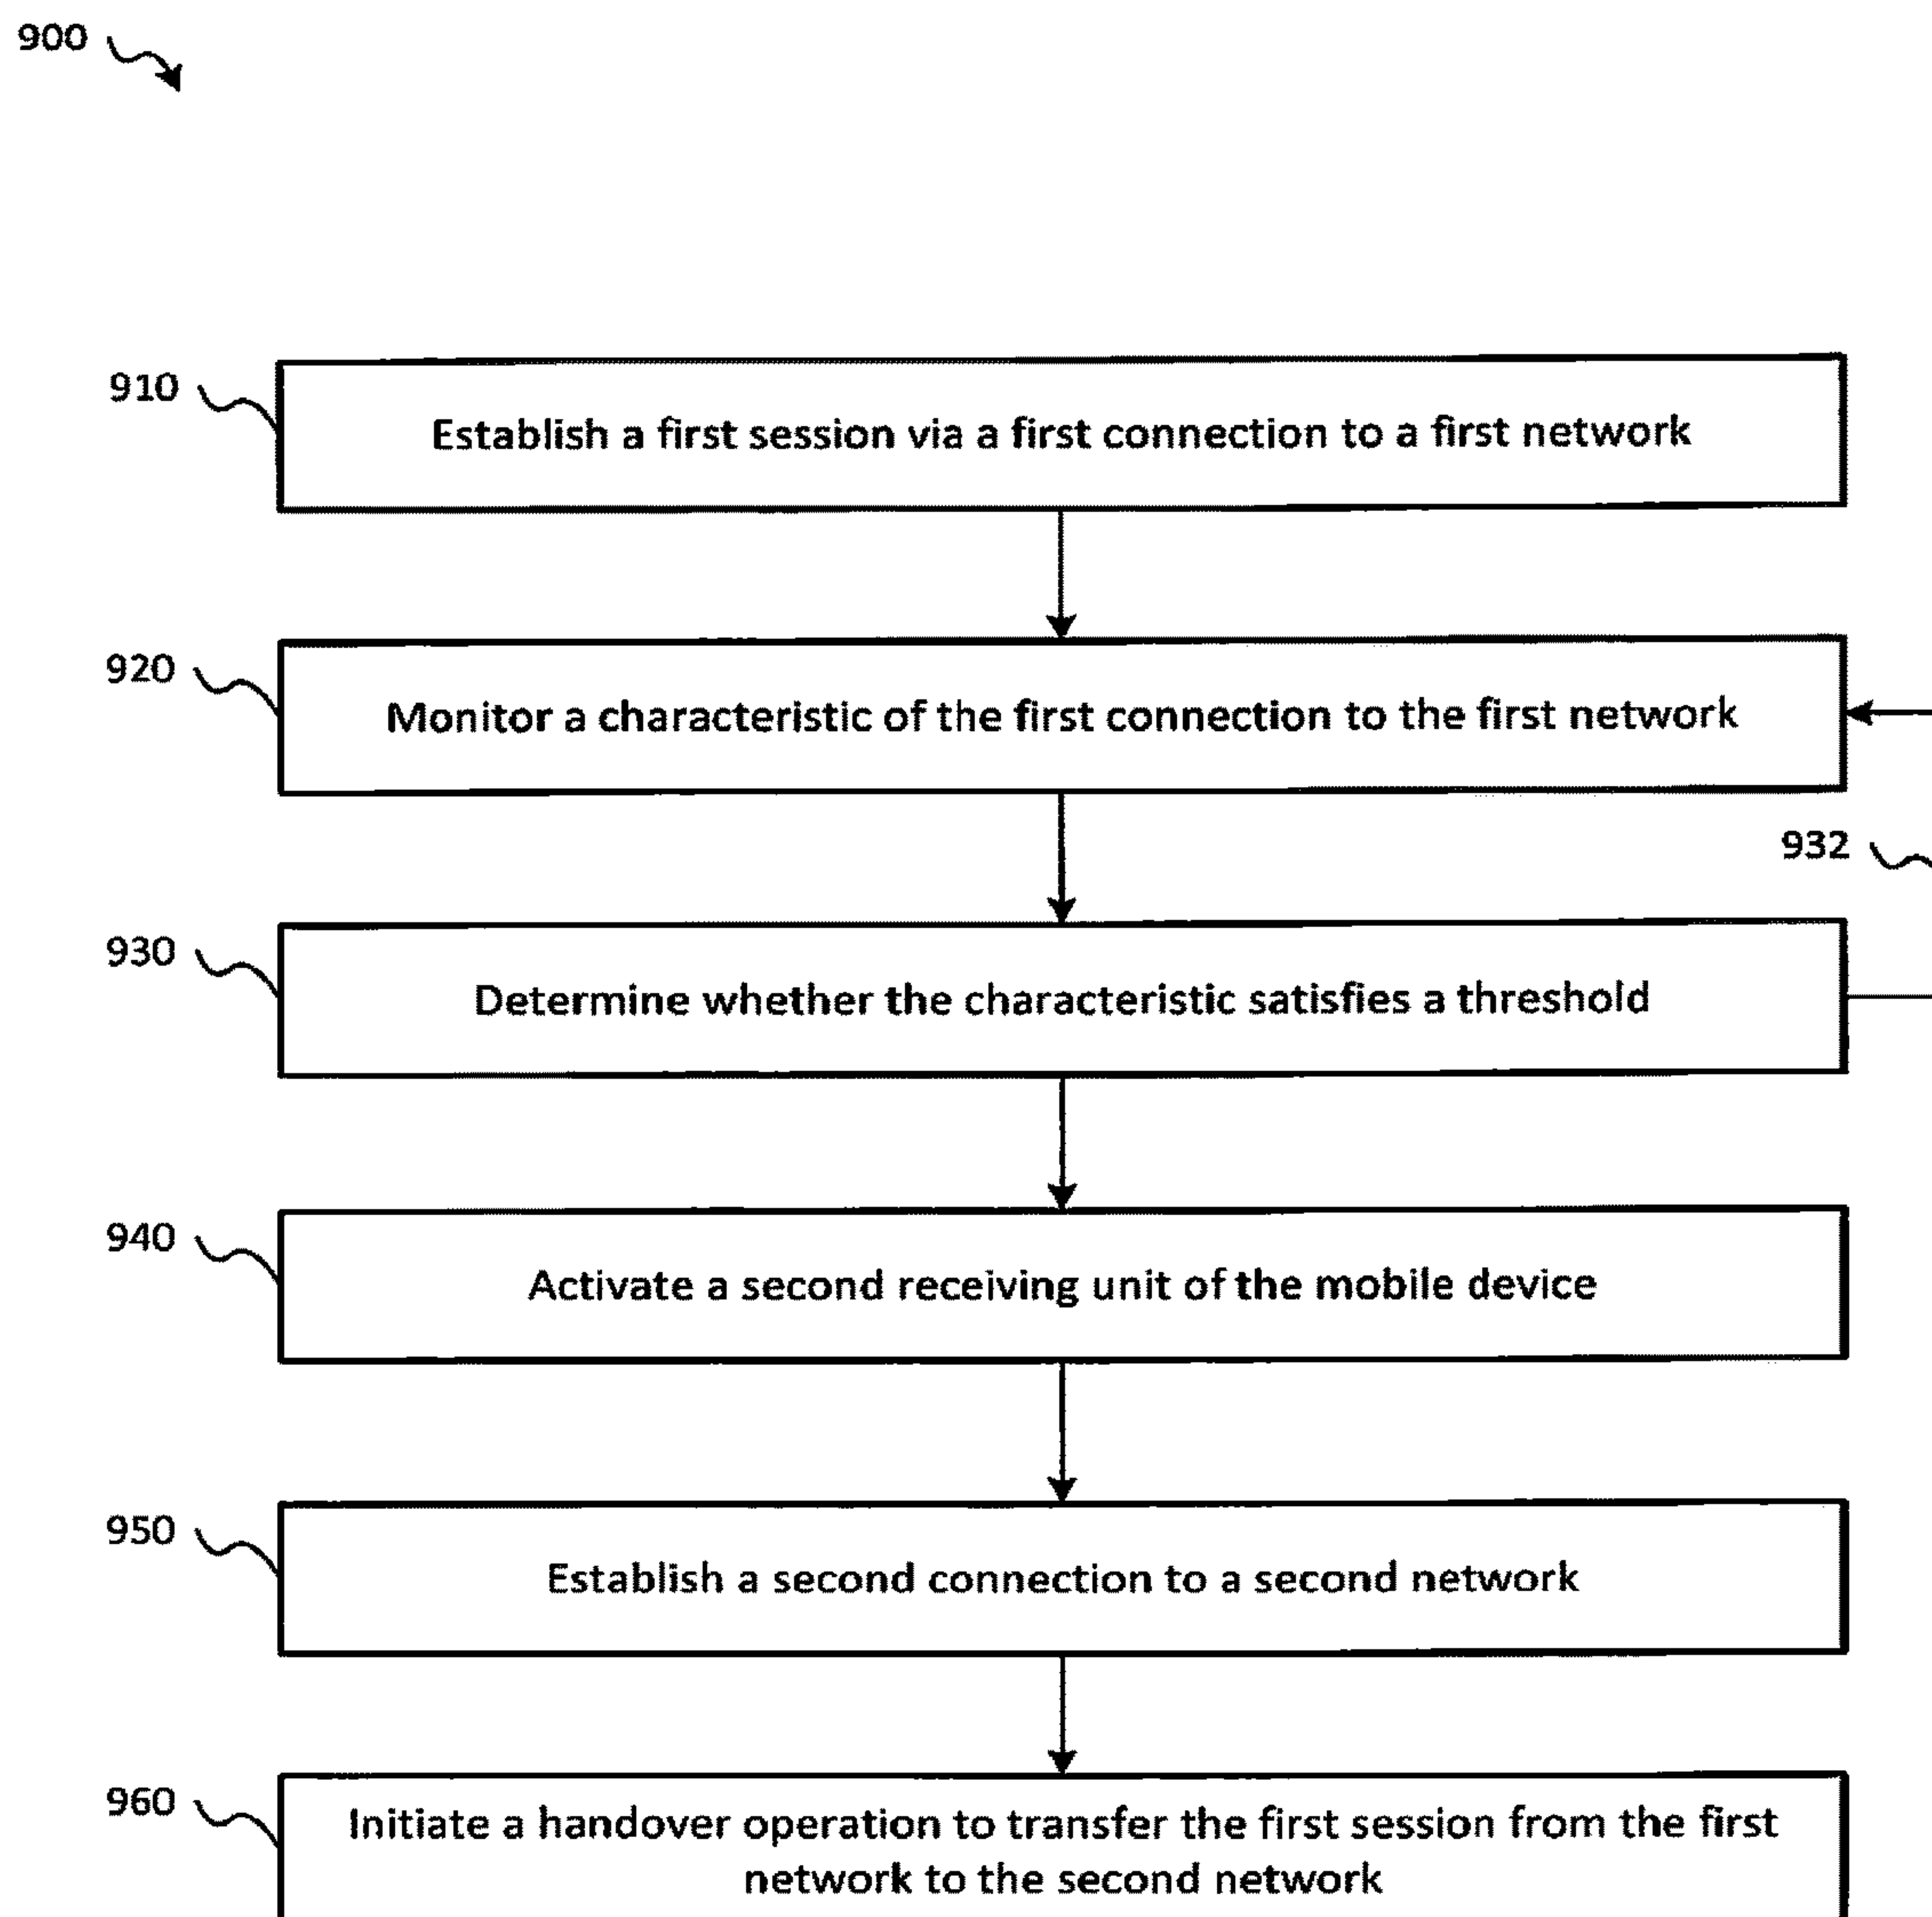 900
910
Establish a first session via a first connection to a first network
920
Monitor a characteristic of the first connection to the first network
932
930
Determine whether the characteristic satisfies a threshold
940
Activate a second receiving unit of the mobile device
950
Establish a second connection to a second network
960
Initiate a handover operation to transfer the first session from the first
network to the second network